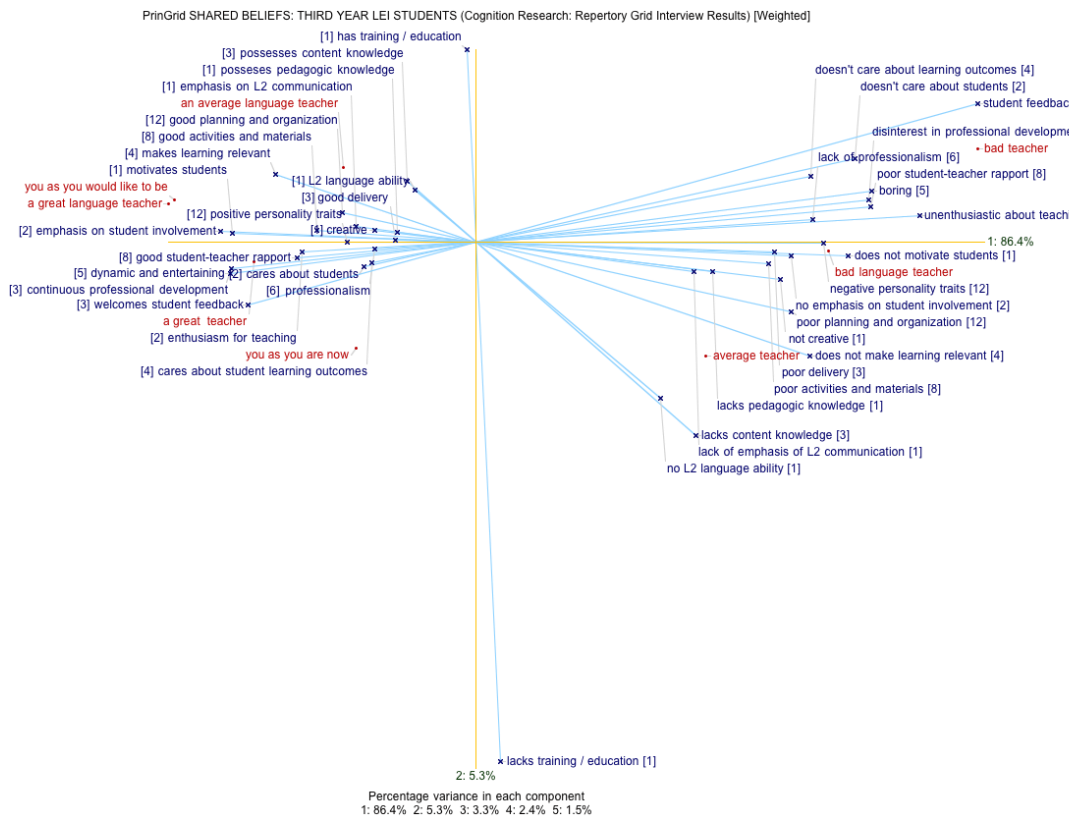 PrinGrid SHARED BELIEFS: THIRD YEAR LEI STUDENTS (Cognition Research: Repertory Grid Interview Results) [Weighted]
[1] has training / education
[3] possesses content knowledge
[1] posseses pedagogic knowledge
[1] emphasis on L2 communication
an average language teacher
[12] good planning and organization
[8] good activities and materials
[4] makes learning relevant
[1] motivates students
[1] L2 language ability
you as you would like to be
[3] good delivery
a great language teacher
[12] positive personality traits
[2] emphasis on student involvement
[1] creative
[8] good student-teacher rapport
[5] dynamic and entertaining
[2] cares about students
[3] continuous professional development
[6] professionalism
[3] welcomes student feedback
a great teacher
[2] enthusiasm for teaching
you as you are now
[4] cares about student learning outcomes
doesn't care about learning outcomes [4]
doesn't care about students [2]
student feedbac
disinterest in professional developme
bad teacher
lack of professionalism [6]
poor student-teacher rapport [8]
boring [5]
unenthusiastic about teachi
1: 86.4%
does not motivate students [1]
bad language teacher
negative personality traits [12]
no emphasis on student involvement [2]
poor planning and organization [12]
not creative [1]
average teacher
does not make learning relevant [4]
poor delivery [3]
poor activities and materials [8]
lacks pedagogic knowledge [1]
lacks content knowledge [3]
lack of emphasis of L2 communication [1]
no L2 language ability [1]
lacks training / education [1]
2: 5.3%
Percentage variance in each component
1: 86.4% 2: 5.3% 3: 3.3% 4: 2.4% 5: 1.5%